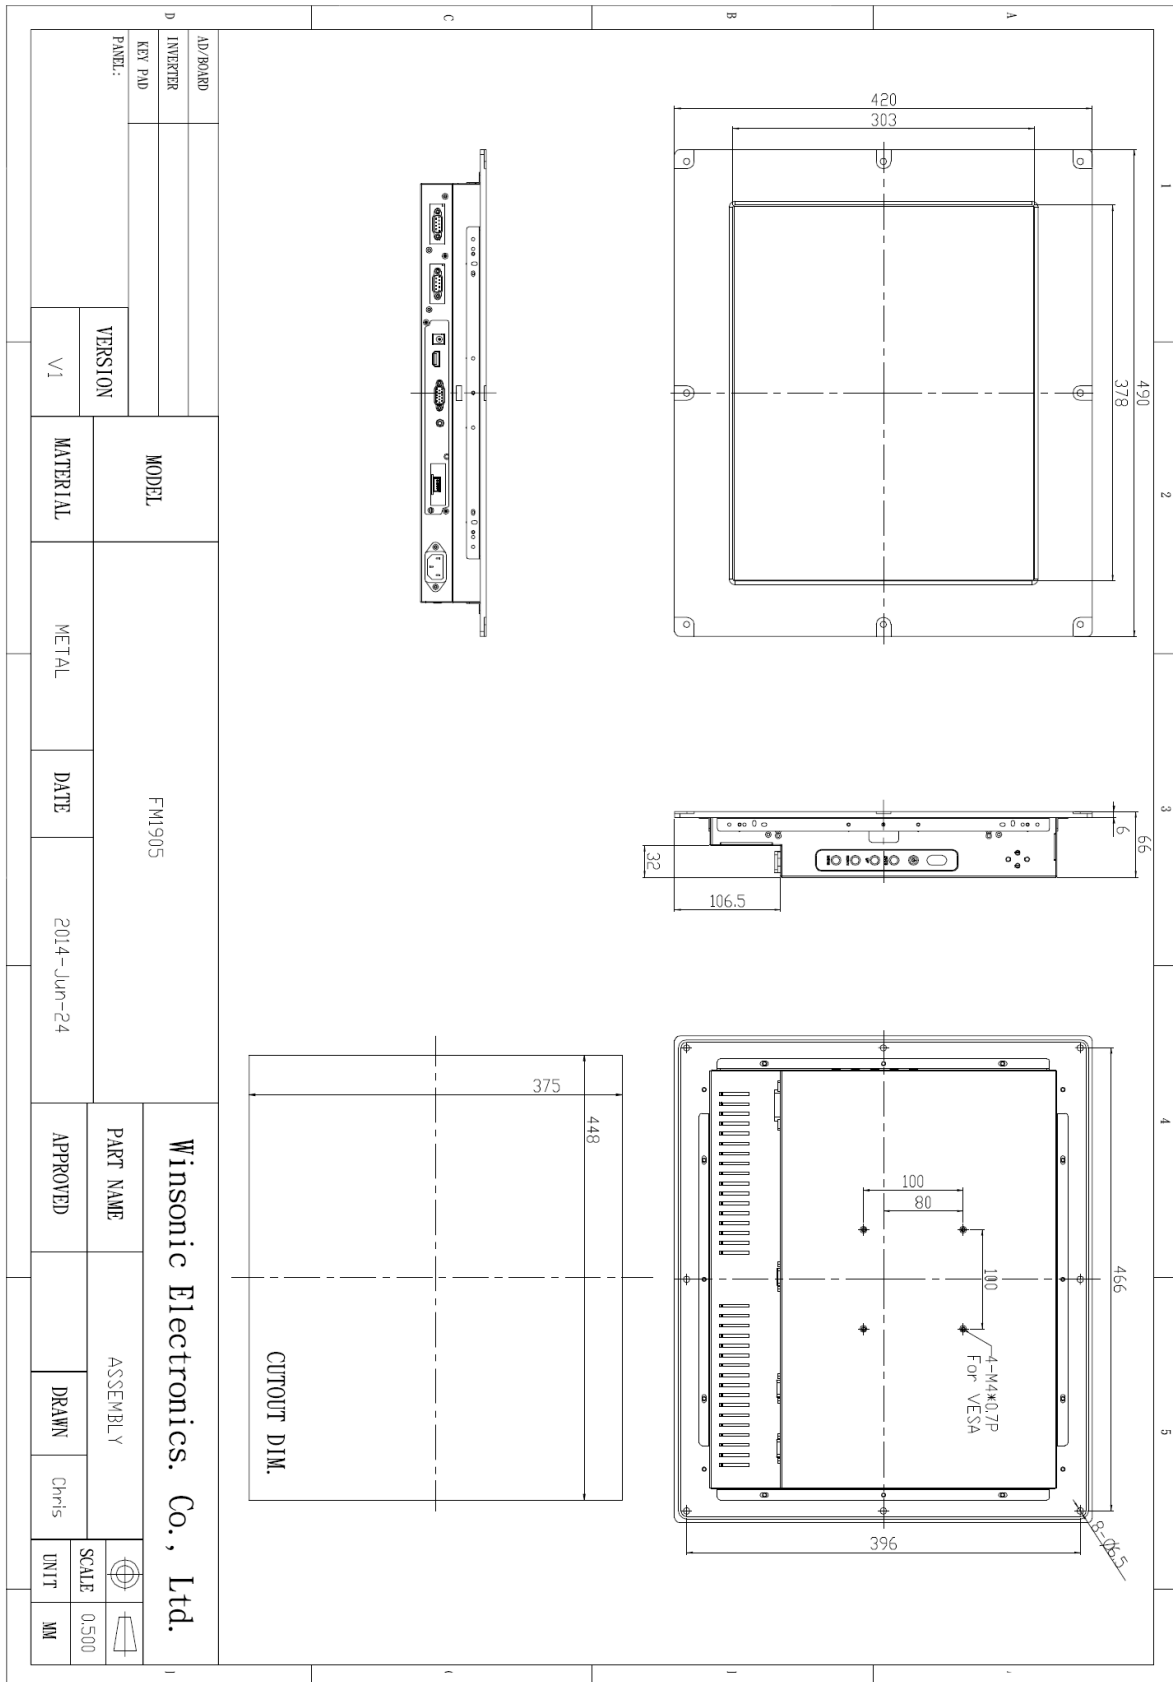 1
2
3
4
5
A
B
C
D
490
378
420
303
66
6
32
106.5
466
100
80
100
4-M4*0.7P
For VESA
396
8-Ø6.5
448
375
CUTOUT DIM.
AD/BOARD
INVERTER
KEY PAD
PANEL:
VERSION
V1
MODEL
FM1905
MATERIAL
METAL
DATE
2014-Jun-24
Winsonic Electronics. Co., Ltd.
PART NAME
ASSEMBLY
APPROVED
DRAWN
Chris
SCALE
0.500
UNIT
MM